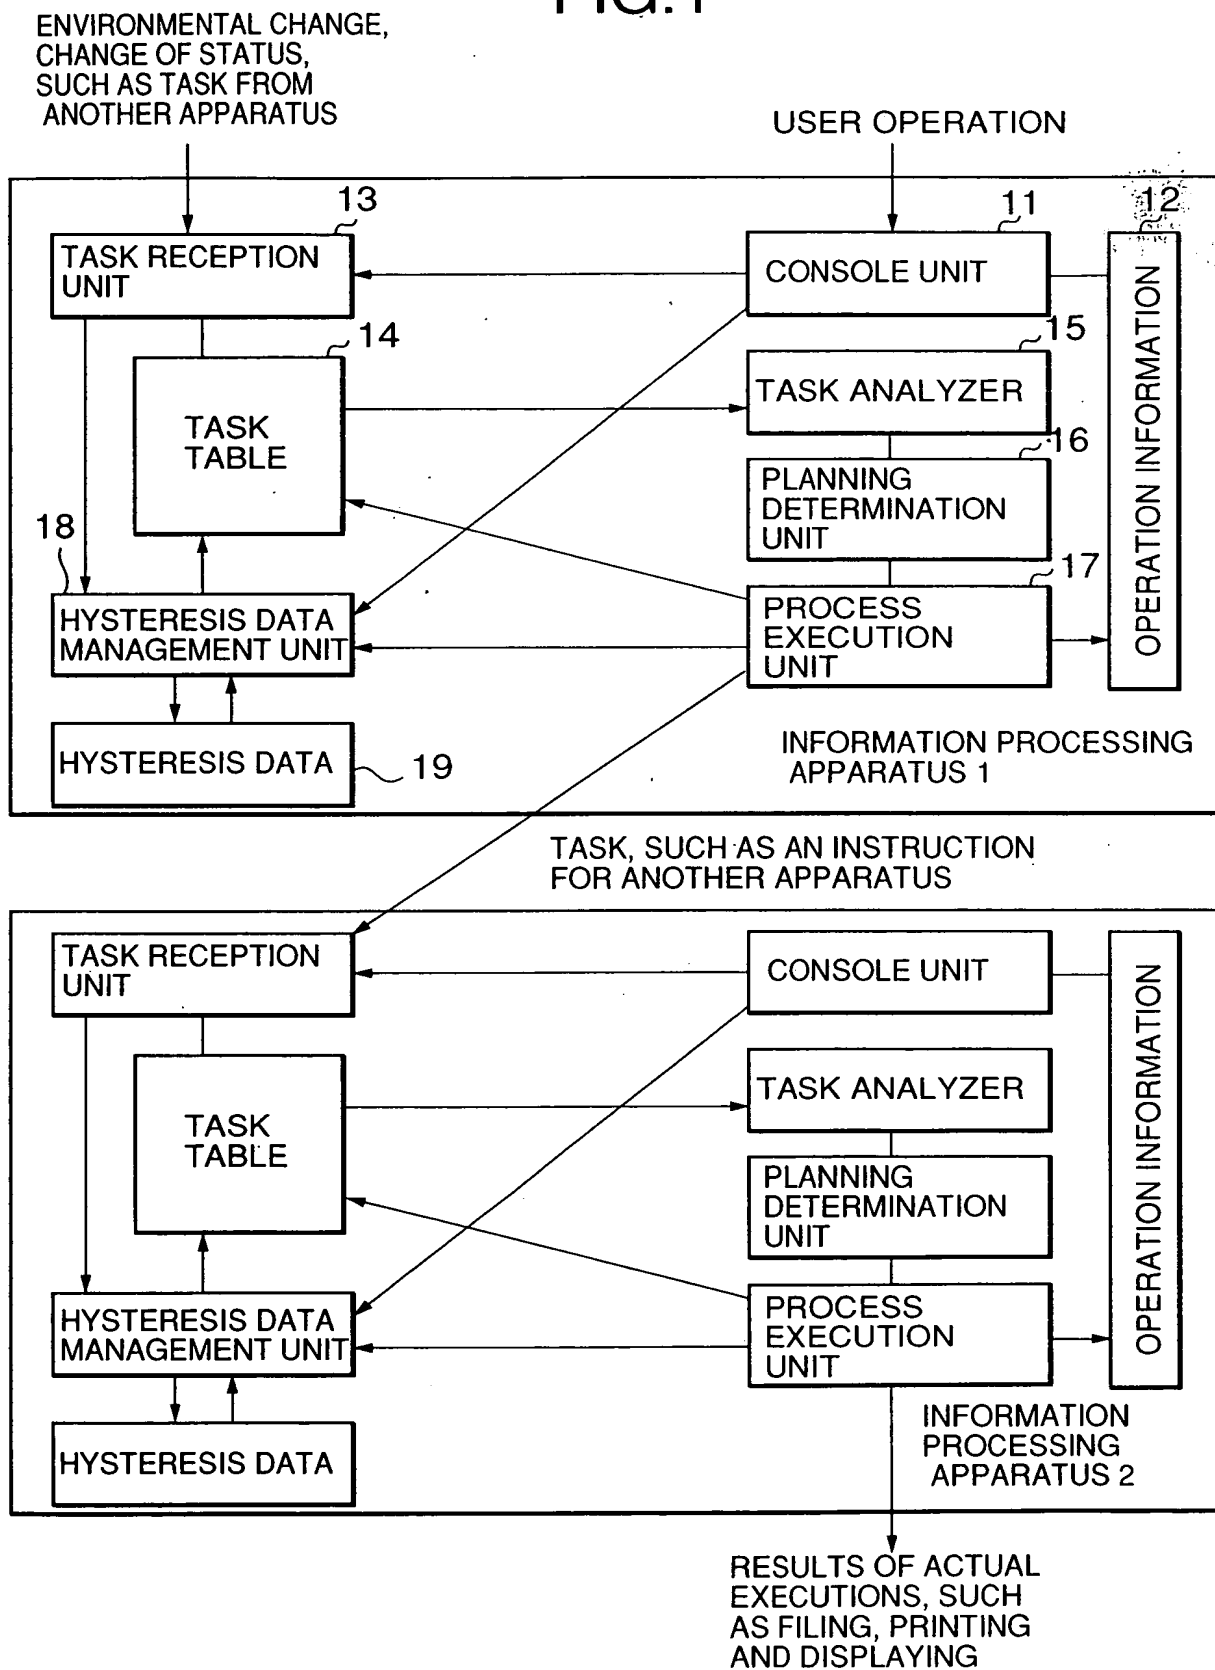 FIG.1
ENVIRONMENTAL CHANGE,
CHANGE OF STATUS,
SUCH AS TASK FROM
ANOTHER APPARATUS
USER OPERATION
13
11
12
TASK RECEPTION
UNIT
CONSOLE UNIT
OPERATION INFORMATION
14
15
TASK
TABLE
TASK ANALYZER
16
PLANNING
DETERMINATION
UNIT
18
17
HYSTERESIS DATA
MANAGEMENT UNIT
PROCESS
EXECUTION
UNIT
HYSTERESIS DATA
19
INFORMATION PROCESSING
APPARATUS 1
TASK, SUCH AS AN INSTRUCTION
FOR ANOTHER APPARATUS
TASK RECEPTION
UNIT
CONSOLE UNIT
OPERATION INFORMATION
TASK
TABLE
TASK ANALYZER
PLANNING
DETERMINATION
UNIT
HYSTERESIS DATA
MANAGEMENT UNIT
PROCESS
EXECUTION
UNIT
HYSTERESIS DATA
INFORMATION
PROCESSING
APPARATUS 2
RESULTS OF ACTUAL
EXECUTIONS, SUCH
AS FILING, PRINTING
AND DISPLAYING